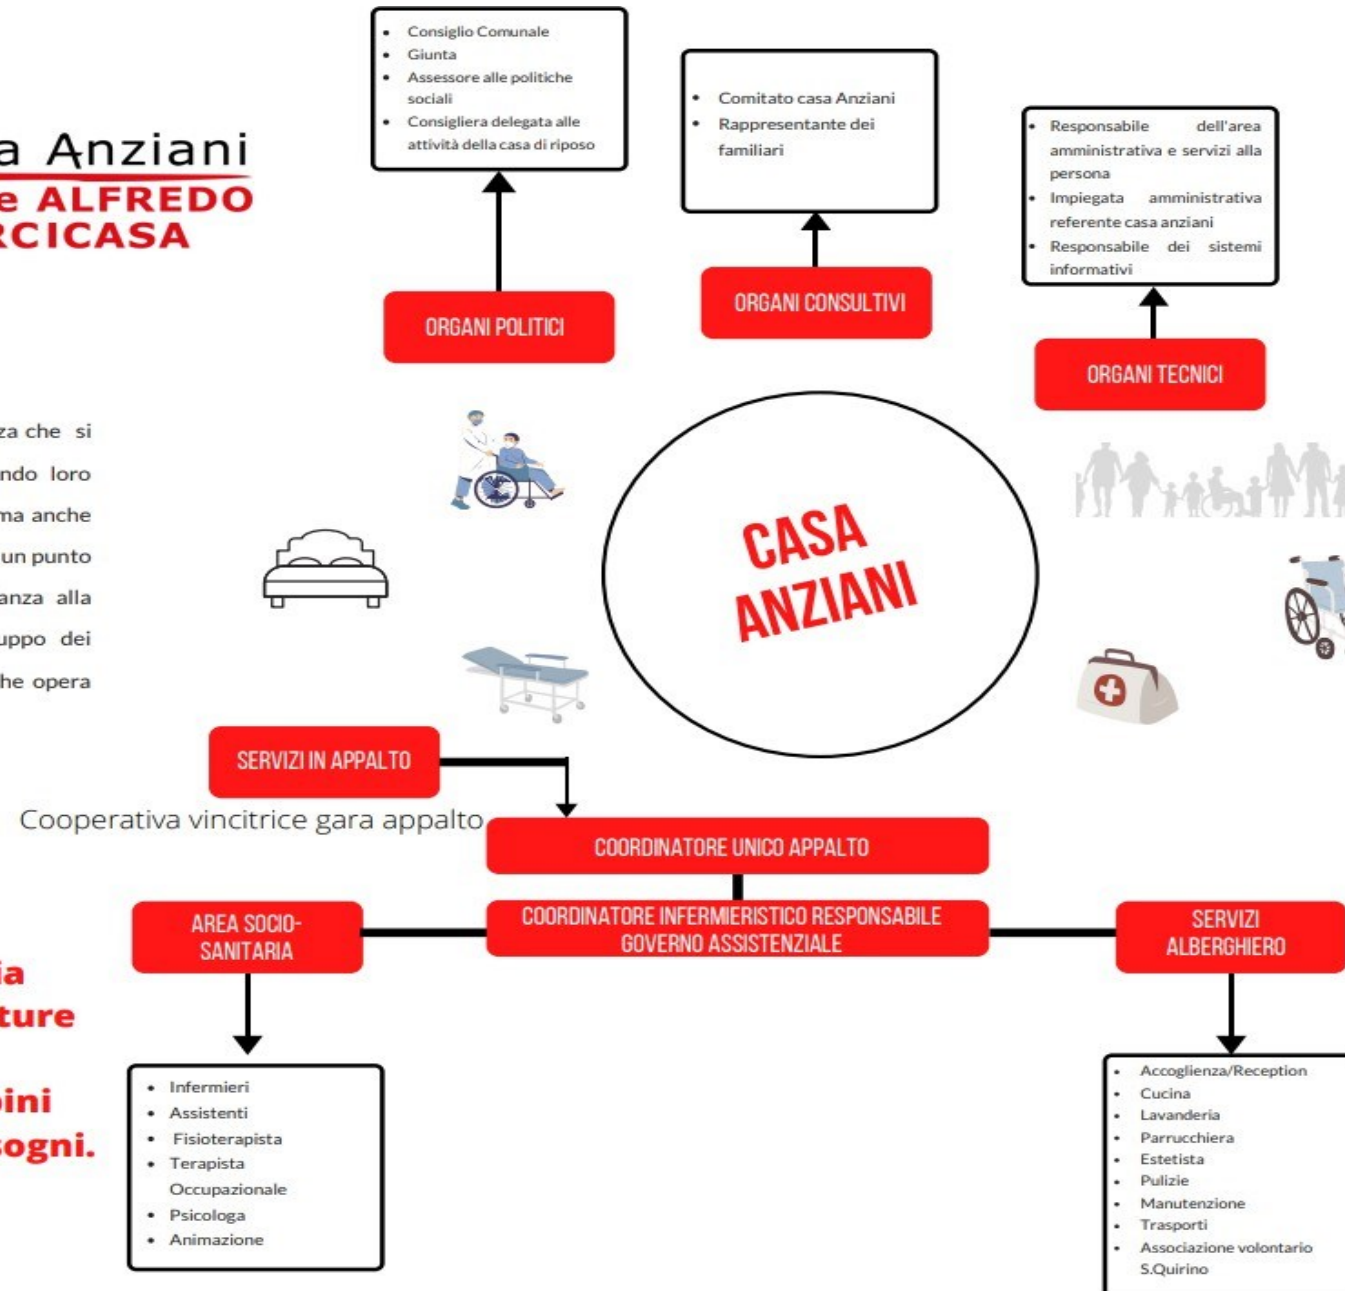 a Anziani
e ALFREDO
RCICASA
• Consiglio Comunale
• Giunta
• Assessore alle politiche
sociali
• Consigliera delegata alle
attività della casa di riposo
• Comitato casa Anziani
• Rappresentante dei
familiari
• Responsabile dell'area
amministrativa e servizi alla
persona
• Impiegata amministrativa
referente casa anziani
• Responsabile dei sistemi
informativi
ORGANI POLITICI
ORGANI CONSULTIVI
ORGANI TECNICI
za che si
ndo loro
ma anche
un punto
anza alla
uppo dei
he opera
CASA
ANZIANI
SERVIZI IN APPALTO
Cooperativa vincitrice gara appalto
COORDINATORE UNICO APPALTO
AREA SOCIO-
SANITARIA
COORDINATORE INFERMIERISTICO RESPONSABILE
GOVERNO ASSISTENZIALE
SERVIZI
ALBERGHIERO
ia
ture
bini
sogni.
• Infermieri
• Assistenti
• Fisioterapista
• Terapista
Occupazionale
• Psicologa
• Animazione
• Accoglienza/Reception
• Cucina
• Lavanderia
• Parrucchiera
• Estetista
• Pulizie
• Manutenzione
• Trasporti
• Associazione volontario
S.Quirino